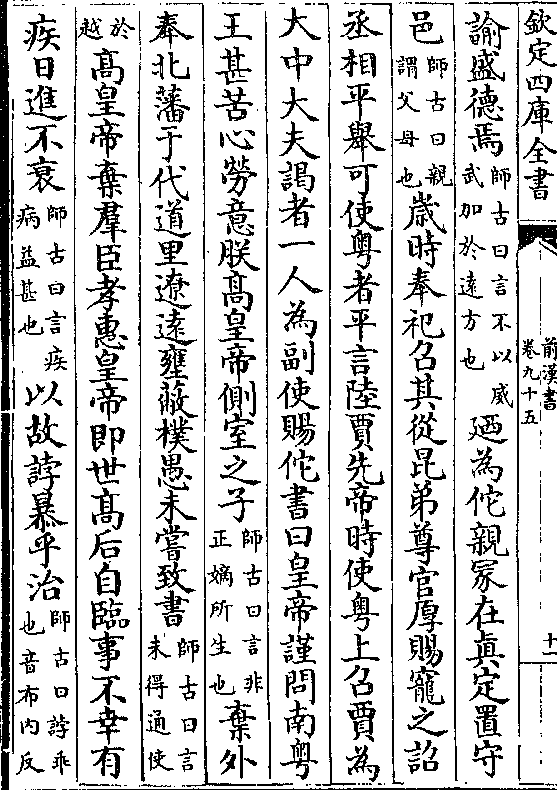 欽定四庫全書
前漢書
卷九十五
十一
諭盛德焉師古曰言不以威
武加於遠方也廼為佗親冢在真定置守
邑師古曰親
謂父母也歳時奉祀召其從昆弟尊官厚賜寵之詔
丞相平舉可使粤者平言陸賈先帝時使粤上召賈為
大中大夫謁者一人為副使賜佗書曰皇帝謹問南粤
王甚苦心勞意朕髙皇帝側室之子師古曰言非
正嫡所生也棄外
奉北藩于代道里遼逺壅蔽樸愚未嘗致書師古曰言
未得通使
於越髙皇帝棄羣臣孝惠皇帝即世髙后自臨事不幸有
疾日進不衰師古曰言疾
病益甚也以故誖暴乎治師古曰誖乖
也音布内反